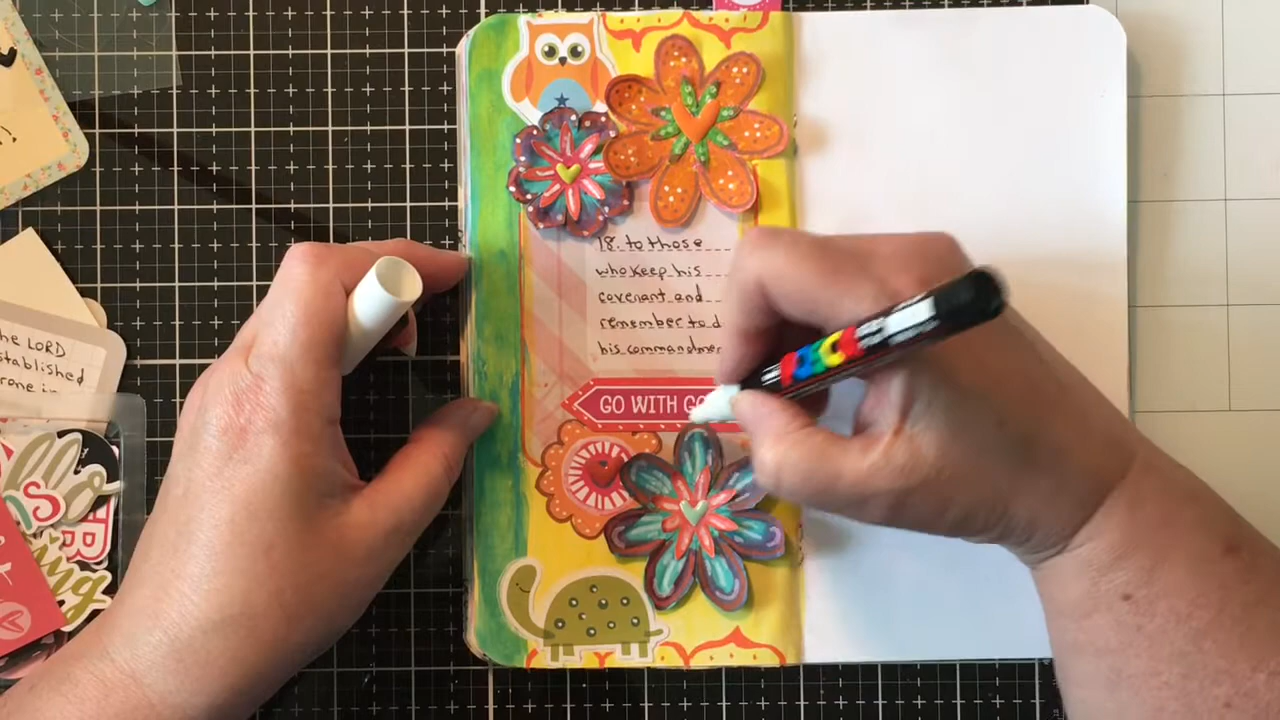 18. to those
who keep his
covenant and
remember to d
his commandmen
GO WITH GO
he LORD
stablished
rone in